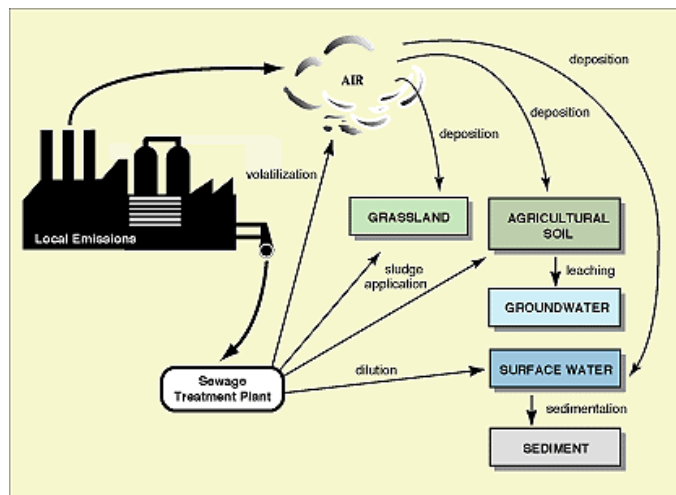 AIR
doposition
deposition
deposition
volatilization
Local Emissions
GRASSLAND
AGRICULTURAL
SOIL
sludge
application
leaching
GROUNDWATER
Sewage
Treatment Plant
dilution
SURFACE WATER
sedimentation
SEDIMENT